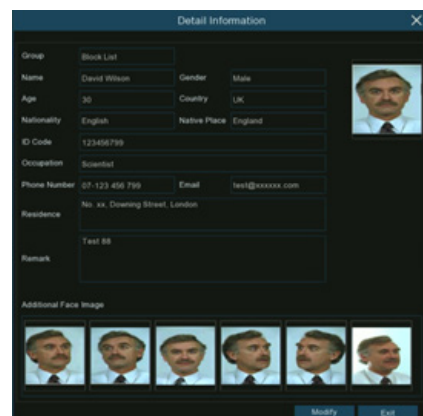 Detail Information
Group Block List
Name David Wilson Gender Male
Age 30 Country UK
Nationality English Native Place England
ID Code 123456799
Occupation Scientist
Phone Number 07-123 456 799 Email test@xxxxxx.com
Residence No. xx, Downing Street, London
Remark Test 88
Additional Face Image
Modify Exit